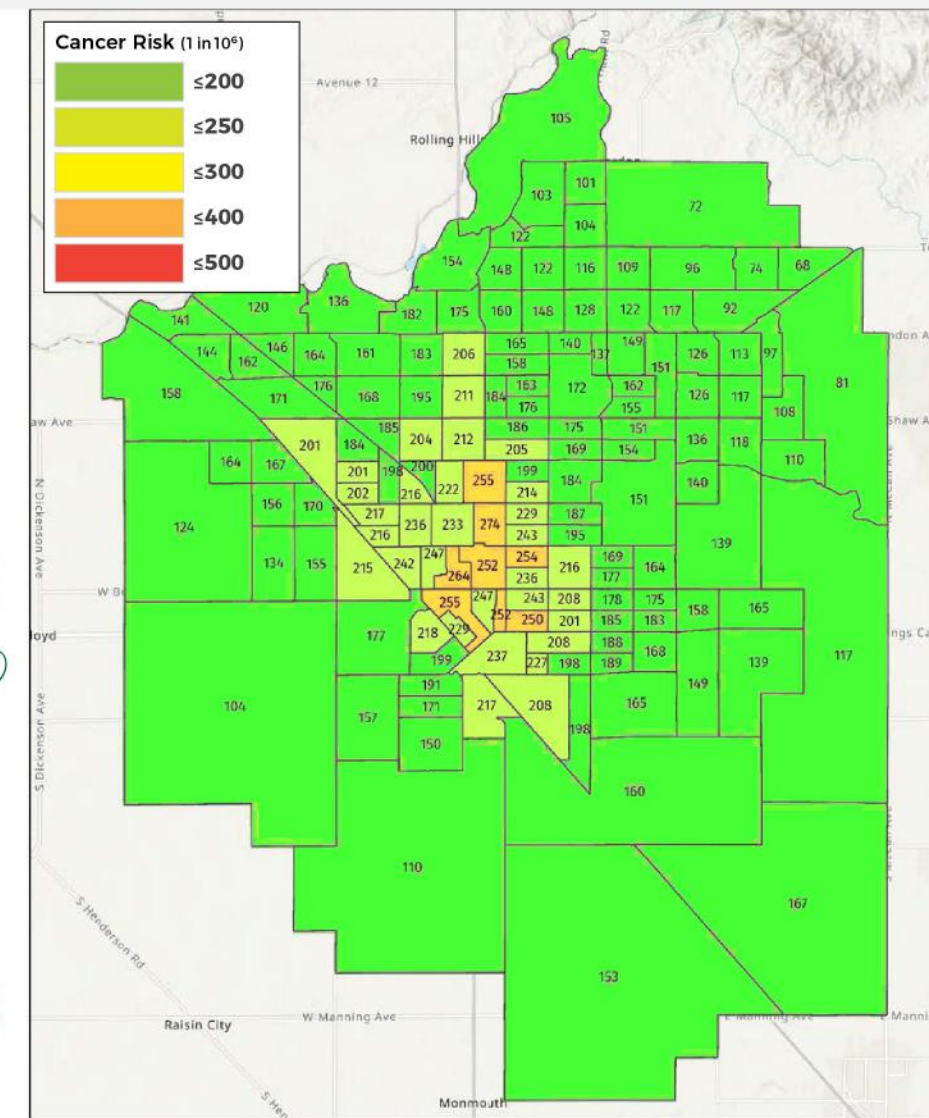 Cancer Risk (1 in10⁶)
≤200
≤250
≤300
≤400
≤500
Avenue 12
Rolling Hills
105
101
103
72
104
122
154 148 122 116 109 96 74 68
120 136
182 175 160 148 128 122 117 92
141
144 162 146 164 161 183 206 165 140 137 149 126 113 97
158 151
81
158 171 176 168 195 211 184 163 172 162 126 117
176 155 108
185 186 175 151
201 184 204 212 136 118
205 169 154
164 167 201 198 200 255 199 184 110
202 216 222 214 151 140
156 170 217 236 233 274 229 187
124 216 243 195 139
134 155 215 242 247 252 254 216 169 164
264 236 177
255 247 252 243 208 178 175 158 165
250 201 185 183
177 218 229 208 188
199 237 227 198 189 168 139 117
191
104 157 171 217 208 198 165 149
150
160
110
167
153
Shaw A
aw Ave
N Dickenson Ave
W B
loyd
ngs Ca
S Dickenson Ave
S Henderson Rd
Raisin City
W Manning Ave
E Manning Ave
E Manni
Monmouth
S Hen